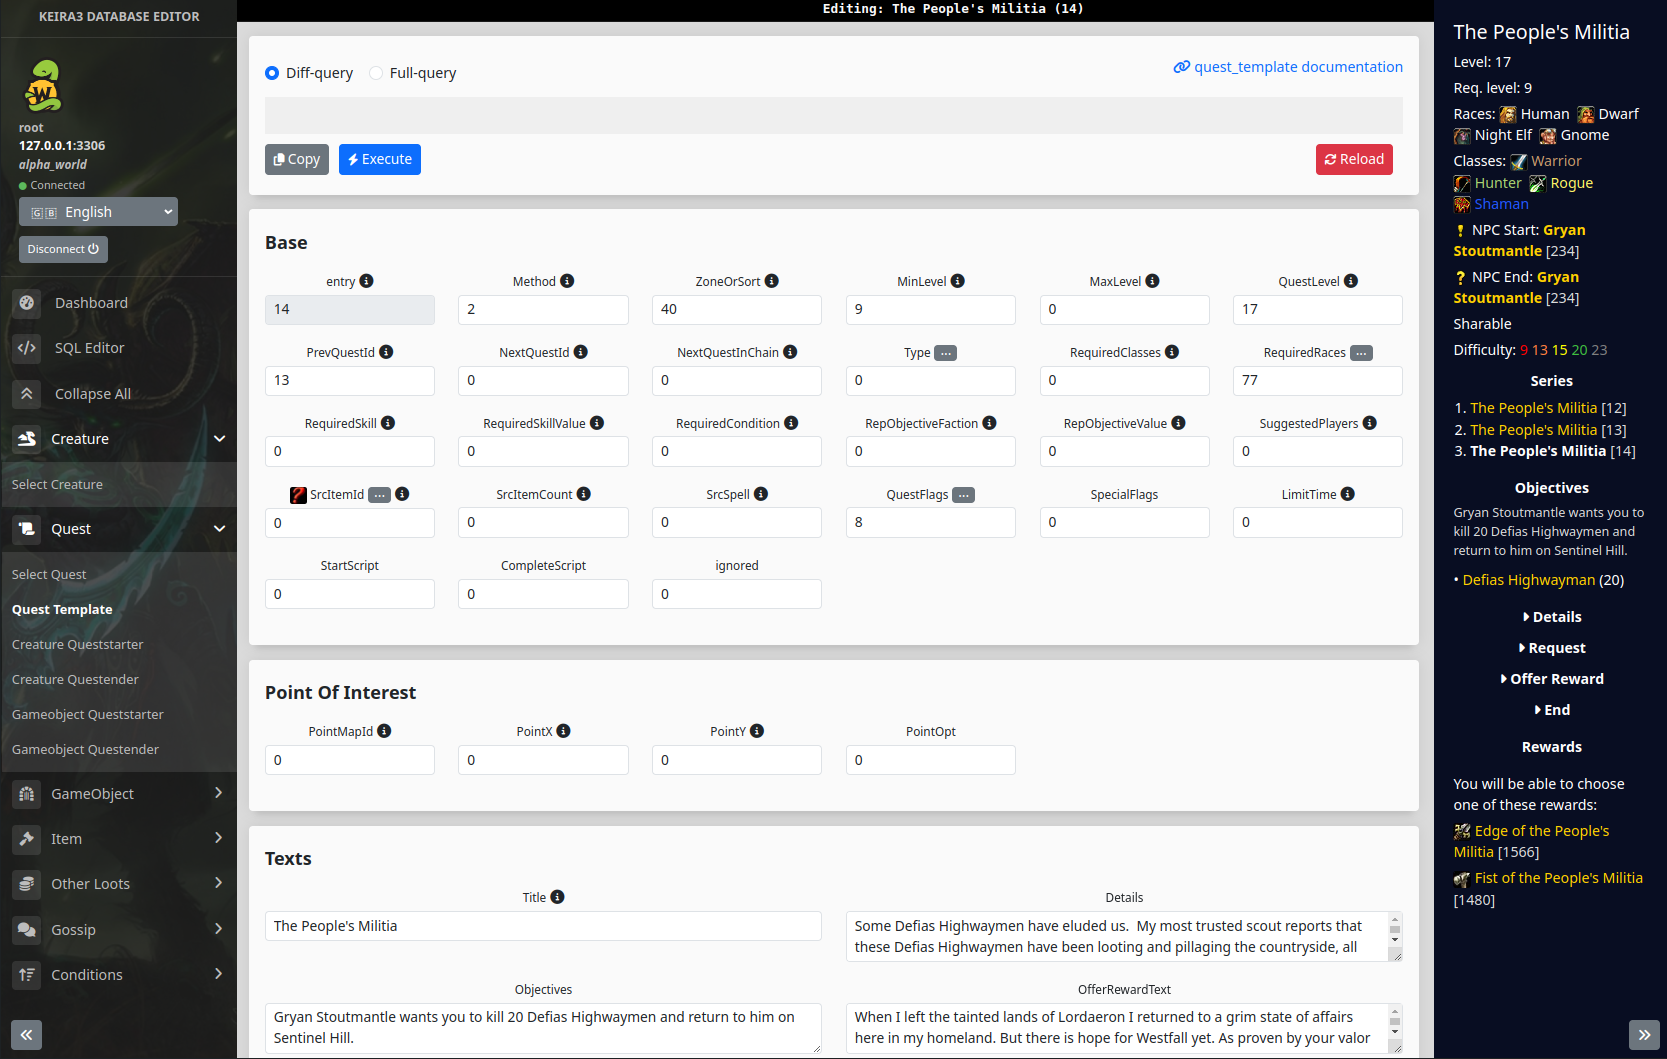 KEIRA3 DATABASE EDITOR
root
127.0.0.1:3306
alpha_world
Connected
GB English
Disconnect
Dashboard
SQL Editor
Collapse All
Creature
Select Creature
Quest
Select Quest
Quest Template
Creature Queststarter
Creature Questender
Gameobject Queststarter
Gameobject Questender
GameObject
Item
Other Loots
Gossip
Conditions
Editing: The People's Militia (14)
Diff-query Full-query
quest_template documentation
Copy Execute Reload
Base
entry Method ZoneOrSort MinLevel MaxLevel QuestLevel
14 2 40 9 0 17
PrevQuestId NextQuestId NextQuestInChain Type ... RequiredClasses RequiredRaces ...
13 0 0 0 0 77
RequiredSkill RequiredSkillValue RequiredCondition RepObjectiveFaction RepObjectiveValue SuggestedPlayers
0 0 0 0 0 0
SrcItemId ... SrcItemCount SrcSpell QuestFlags ... SpecialFlags LimitTime
0 0 0 8 0 0
StartScript CompleteScript ignored
0 0 0
Point Of Interest
PointMapId PointX PointY PointOpt
0 0 0 0
Texts
Title
The People's Militia
Details
Some Defias Highwaymen have eluded us. My most trusted scout reports that
these Defias Highwaymen have been looting and pillaging the countryside, all
Objectives
Gryan Stoutmantle wants you to kill 20 Defias Highwaymen and return to him on
Sentinel Hill.
OfferRewardText
When I left the tainted lands of Lordaeron I returned to a grim state of affairs
here in my homeland. But there is hope for Westfall yet. As proven by your valor
The People's Militia
Level: 17
Req. level: 9
Races: Human Dwarf
Night Elf Gnome
Classes: Warrior
Hunter Rogue
Shaman
NPC Start: Gryan
Stoutmantle [234]
NPC End: Gryan
Stoutmantle [234]
Sharable
Difficulty: 9 13 15 20 23
Series
1. The People's Militia [12]
2. The People's Militia [13]
3. The People's Militia [14]
Objectives
Gryan Stoutmantle wants you to
kill 20 Defias Highwaymen and
return to him on Sentinel Hill.
• Defias Highwayman (20)
Details
Request
Offer Reward
End
Rewards
You will be able to choose
one of these rewards:
Edge of the People's
Militia [1566]
Fist of the People's Militia
[1480]